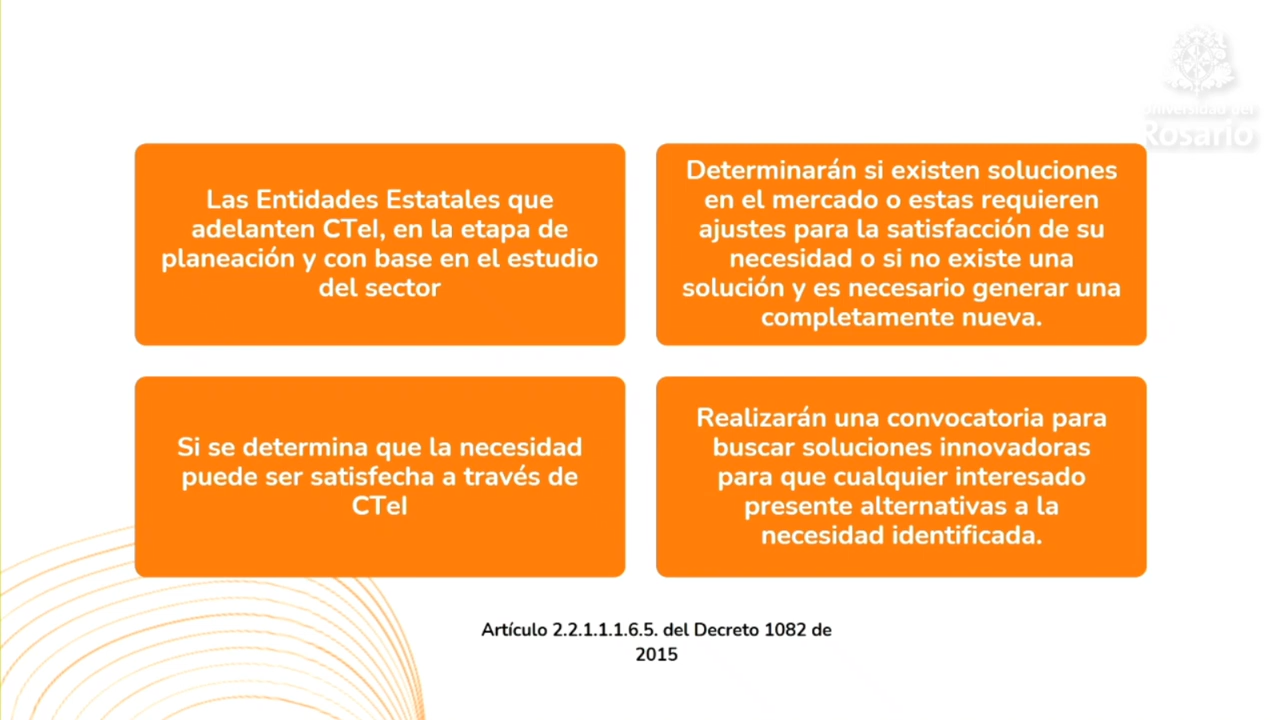 Universidad del
Rosario
Las Entidades Estatales que
adelanten CTeI, en la etapa de
planeación y con base en el estudio
del sector
Determinarán si existen soluciones
en el mercado o estas requieren
ajustes para la satisfacción de su
necesidad o si no existe una
solución y es necesario generar una
completamente nueva.
Si se determina que la necesidad
puede ser satisfecha a través de
CTeI
Realizarán una convocatoria para
buscar soluciones innovadoras
para que cualquier interesado
presente alternativas a la
necesidad identificada.
Artículo 2.2.1.1.1.6.5. del Decreto 1082 de
2015